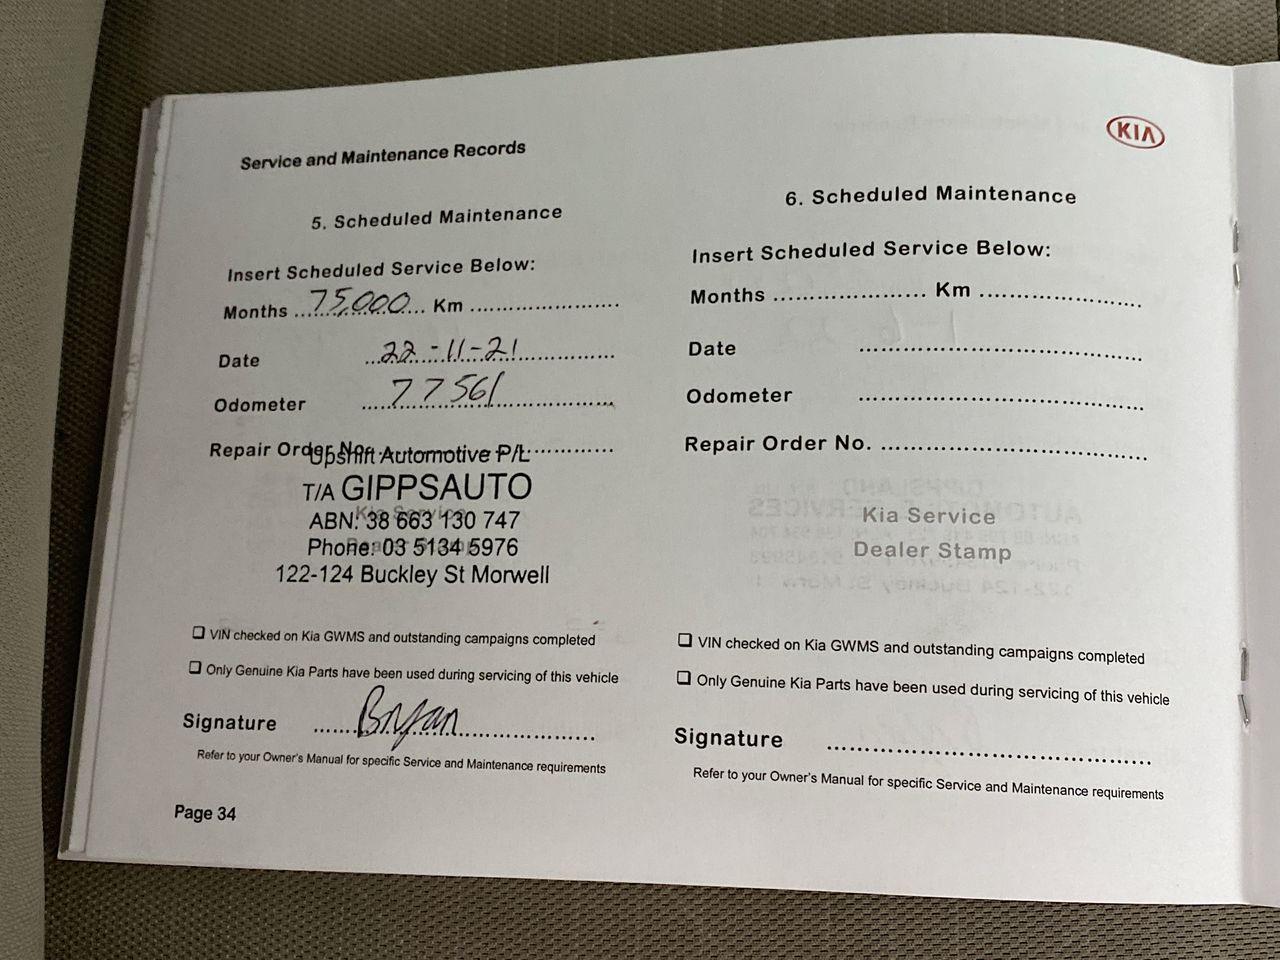 KIA
Service and Maintenance Records
5. Scheduled Maintenance
Insert Scheduled Service Below:
Months ...75,000... Km ........................
Date ...22-11-21...................
Odometer .....77561.....................
Repair Order No. ........................
Upshift Automotive P/L
T/A GIPPSAUTO
Kia Service
ABN: 38 663 130 747
Phone: 03 5134 5976
122-124 Buckley St Morwell
❑ VIN checked on Kia GWMS and outstanding campaigns completed
❑ Only Genuine Kia Parts have been used during servicing of this vehicle
Signature .......Bryan......................
Refer to your Owner's Manual for specific Service and Maintenance requirements
Page 34
6. Scheduled Maintenance
Insert Scheduled Service Below:
Months ........................ Km .........................
Date ............................................
Odometer ............................................
Repair Order No. .........................................
Kia Service
Dealer Stamp
❑ VIN checked on Kia GWMS and outstanding campaigns completed
❑ Only Genuine Kia Parts have been used during servicing of this vehicle
Signature ..................................................
Refer to your Owner's Manual for specific Service and Maintenance requirements